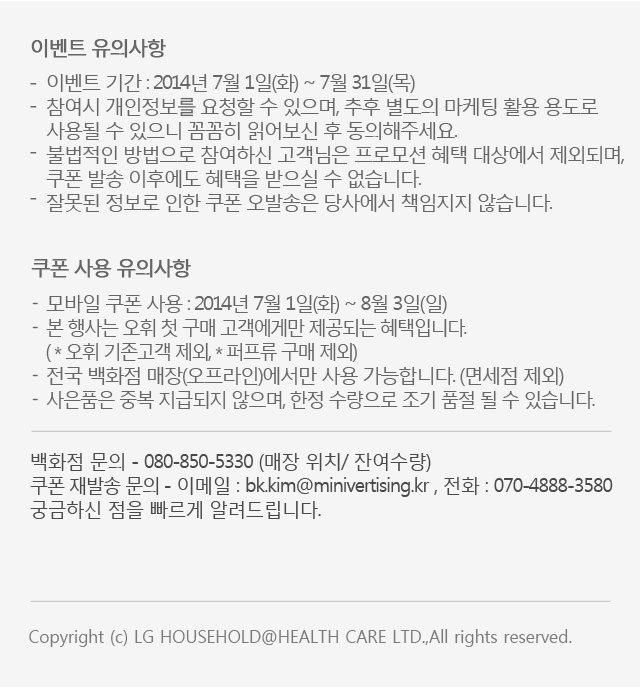 이벤트 유의사항
- 이벤트 기간 : 2014년 7월 1일(화) ~ 7월 31일(목)
- 참여시 개인정보를 요청할 수 있으며, 추후 별도의 마케팅 활용 용도로
사용될 수 있으니 꼼꼼히 읽어보신 후 동의해주세요.
- 불법적인 방법으로 참여하신 고객님은 프로모션 혜택 대상에서 제외되며,
쿠폰 발송 이후에도 혜택을 받으실 수 없습니다.
- 잘못된 정보로 인한 쿠폰 오발송은 당사에서 책임지지 않습니다.
쿠폰 사용 유의사항
- 모바일 쿠폰 사용 : 2014년 7월 1일(화) ~ 8월 3일(일)
- 본 행사는 오휘 첫 구매 고객에게만 제공되는 혜택입니다.
( * 오휘 기존고객 제외, * 퍼프류 구매 제외)
- 전국 백화점 매장(오프라인)에서만 사용 가능합니다. (면세점 제외)
- 사은품은 중복 지급되지 않으며, 한정 수량으로 조기 품절 될 수 있습니다.
백화점 문의 - 080-850-5330 (매장 위치/ 잔여수량)
쿠폰 재발송 문의 - 이메일 : bk.kim@minivertising.kr , 전화 : 070-4888-3580
궁금하신 점을 빠르게 알려드립니다.
Copyright (c) LG HOUSEHOLD@HEALTH CARE LTD.,All rights reserved.